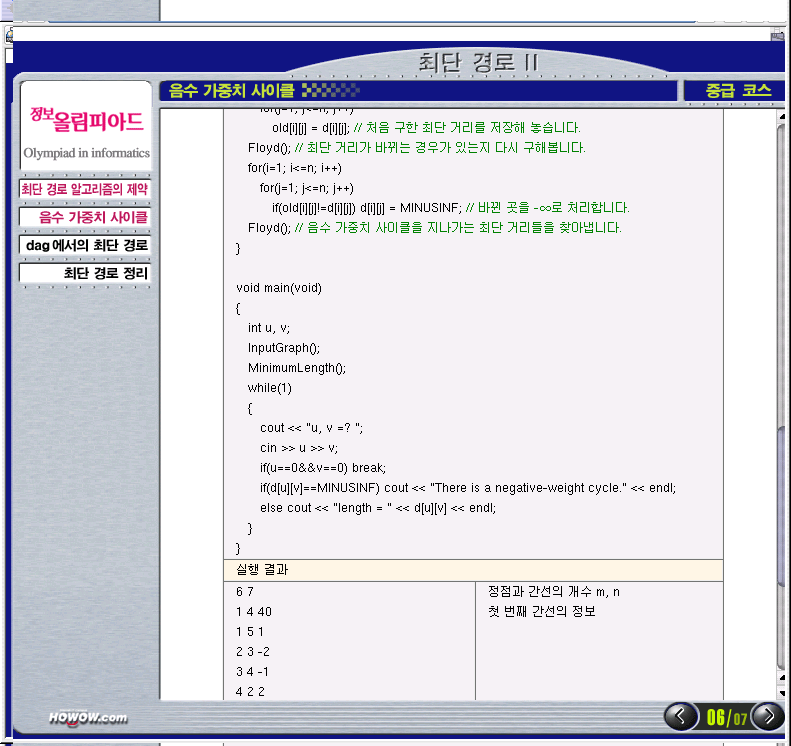 최단 경로 II
음수 가중치 사이클
중급 코스
정보올림피아드
Olympiad in informatics
최단 경로 알고리즘의 제약
음수 가중치 사이클
dag에서의 최단 경로
최단 경로 정리
for(j=1; j<=n; j++)
old[i][j] = d[i][j]; // 처음 구한 최단 거리를 저장해 놓습니다.
Floyd(); // 최단 거리가 바뀌는 경우가 있는지 다시 구해봅니다.
for(i=1; i<=n; i++)
for(j=1; j<=n; j++)
if(old[i][j]!=d[i][j]) d[i][j] = MINUSINF; // 바뀐 곳을 -∞로 처리합니다.
Floyd(); // 음수 가중치 사이클을 지나가는 최단 거리들을 찾아냅니다.
}
void main(void)
{
int u, v;
InputGraph();
MinimumLength();
while(1)
{
cout << "u, v =? ";
cin >> u >> v;
if(u==0&&v==0) break;
if(d[u][v]==MINUSINF) cout << "There is a negative-weight cycle." << endl;
else cout << "length = " << d[u][v] << endl;
}
}
실행 결과
6 7
정점과 간선의 개수 m, n
1 4 40
첫 번째 간선의 정보
1 5 1
2 3 -2
3 4 -1
4 2 2
HOWOW.com
06/07